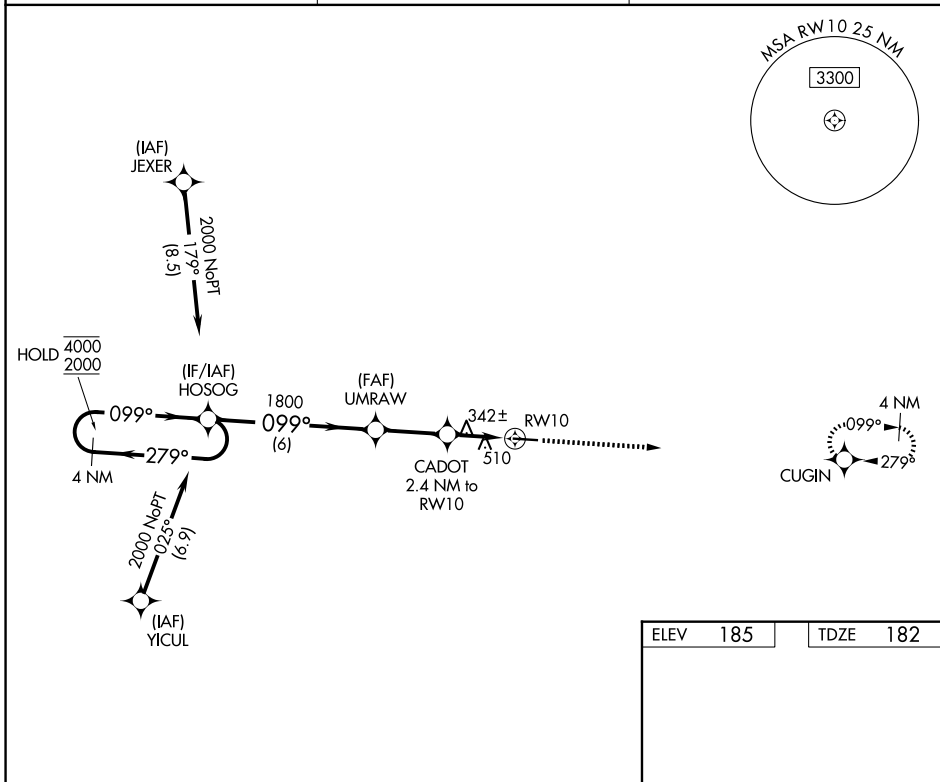 MSA RW10 25 NM
3300
(IAF)
JEXER
2000 NoPT
179°
(8.5)
HOLD 4000
2000
(IF/IAF)
HOSOG
099°
279°
4 NM
1800
099°
(6)
(FAF)
UMRAW
342±
510
RW10
CADOT
2.4 NM to
RW10
4 NM
099°
279°
CUGIN
2000 NoPT
025°
(6.9)
(IAF)
YICUL
ELEV 185
TDZE 182